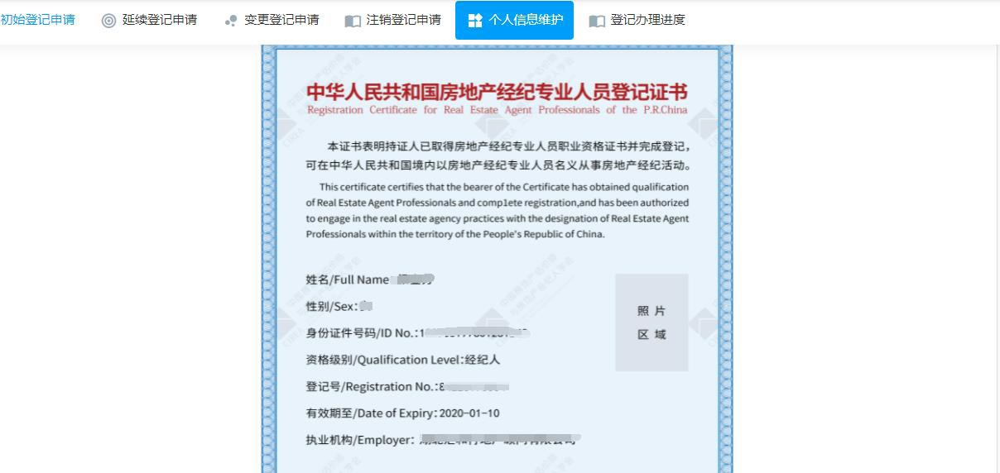 初始登记申请
延续登记申请
变更登记申请
注销登记申请
个人信息维护
登记办理进度
中华人民共和国房地产经纪专业人员登记证书
Registration Certificate for Real Estate Agent Professionals of the P.R.China
本证书表明持证人已取得房地产经纪专业人员职业资格证书并完成登记，
可在中华人民共和国境内以房地产经纪专业人员名义从事房地产经纪活动。
This certificate certifies that the bearer of the Certificate has obtained qualification
of Real Estate Agent Professionals and comp1ete registration,and has been authorized
to engage in the real estate agency practices with the designation of Real Estate Agent
Professionals within the territory of the People's Republic of China.
姓名/Full Name
性别/Sex:
身份证件号码/ID No.:
资格级别/Qualification Level:经纪人
登记号/Registration No.:
有效期至/Date of Expiry:2020-01-10
执业机构/Employer:
照 片
区 域